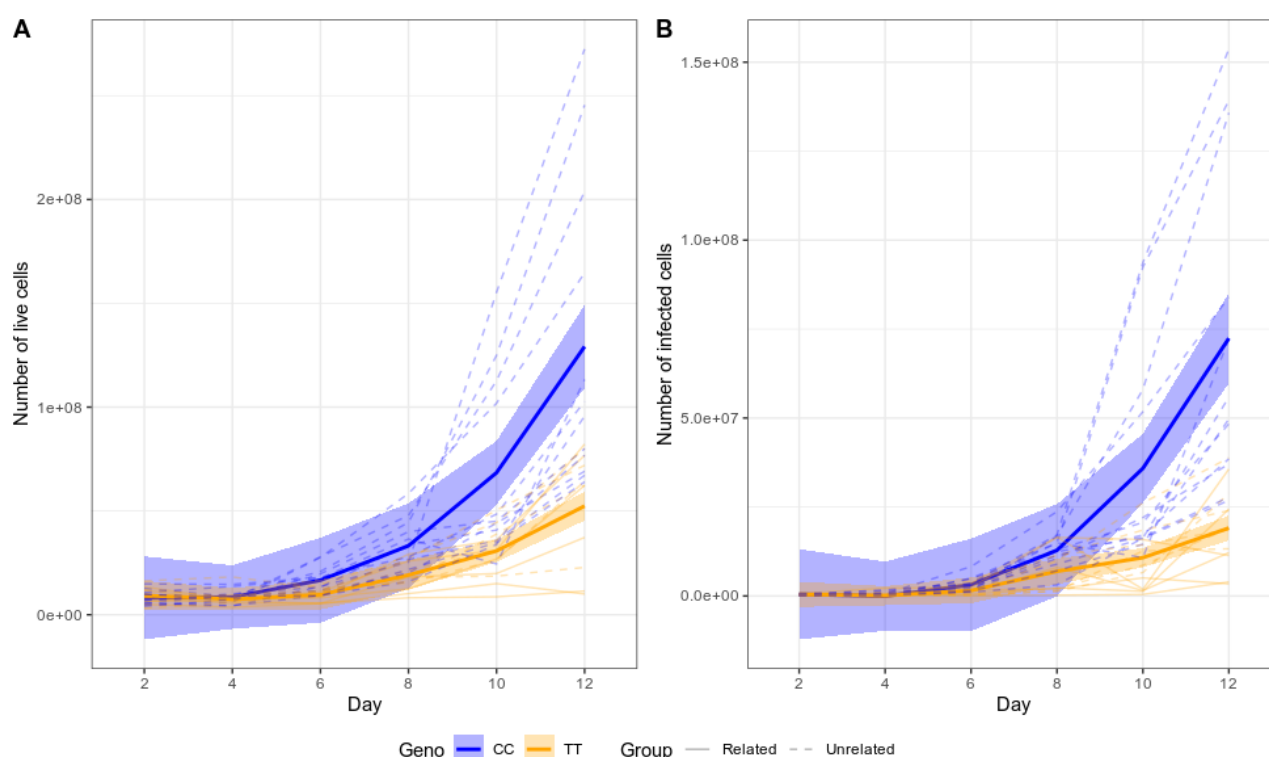 A
Number of live cells
2e+08
1e+08
0e+00
2 4 6 8 10 12
Day
B
Number of infected cells
1.5e+08
1.0e+08
5.0e+07
0.0e+00
2 4 6 8 10 12
Day
Geno CC TT Group Related Unrelated